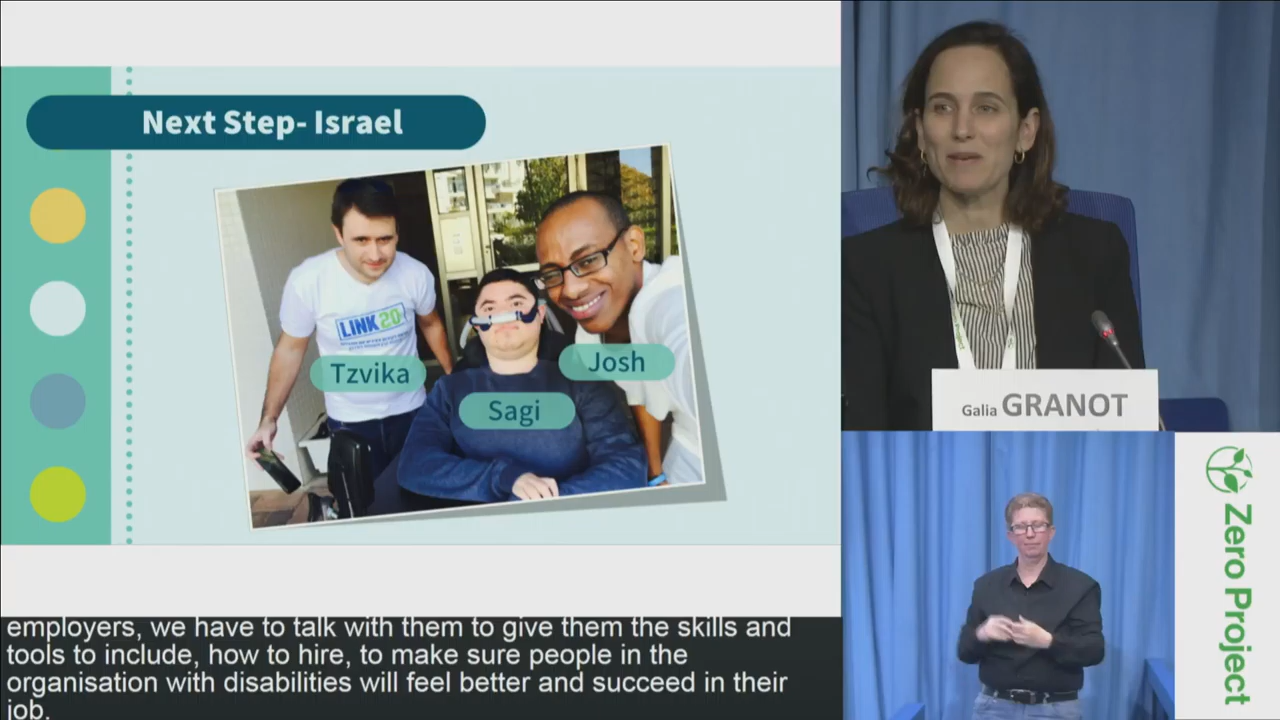 Next Step- Israel
LINK20
Tzvika
Sagi
Josh
Galia GRANOT
Zero Project
employers, we have to talk with them to give them the skills and
tools to include, how to hire, to make sure people in the
organisation with disabilities will feel better and succeed in their
job.